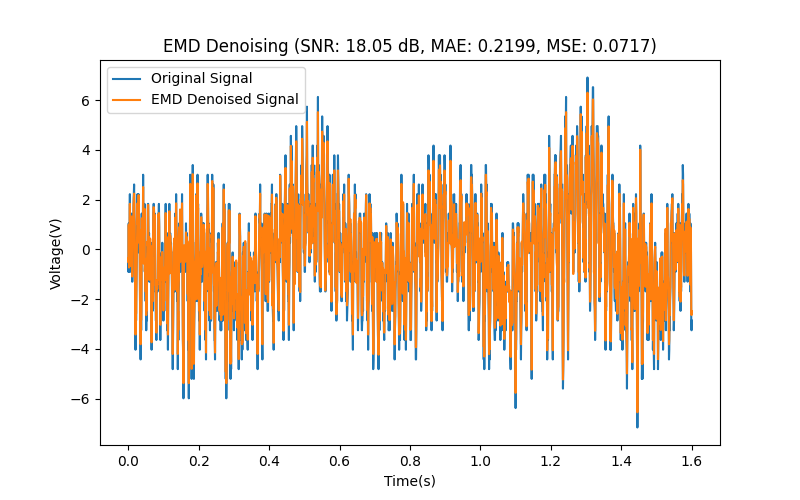 EMD Denoising (SNR: 18.05 dB, MAE: 0.2199, MSE: 0.0717)
Original Signal
EMD Denoised Signal
Voltage(V)
6
4
2
0
−2
−4
−6
0.0 0.2 0.4 0.6 0.8 1.0 1.2 1.4 1.6
Time(s)